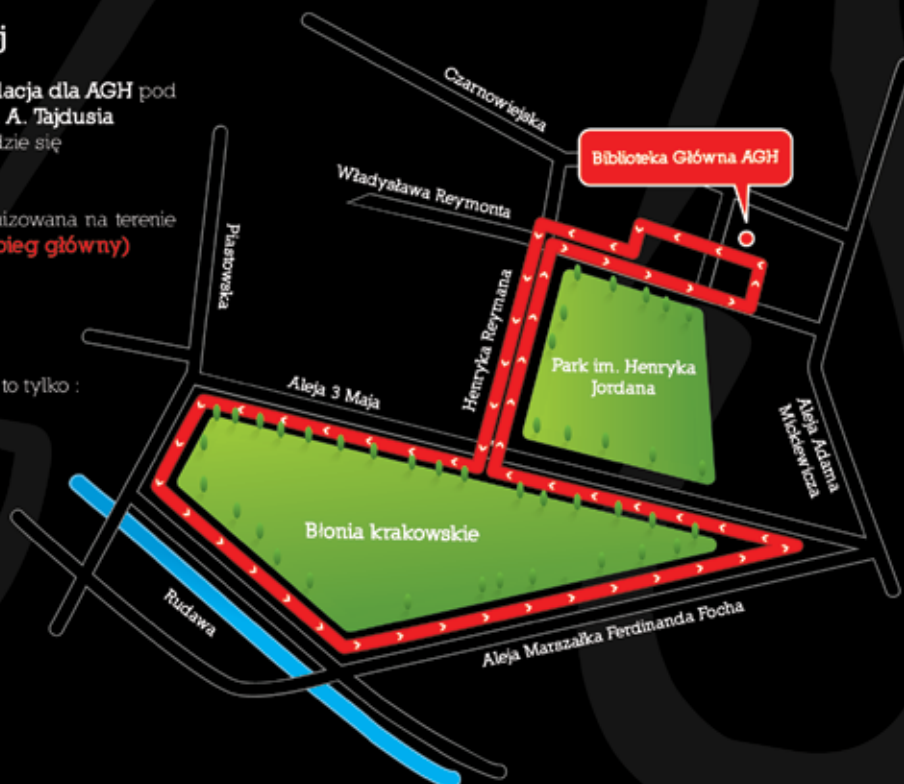 j
lacja dla AGH pod
A. Tajdusia
dzie się
nizowana na terenie
bieg główny)
to tylko :
Czarnowiejska
Biblioteka Główna AGH
Władysława Reymonta
Piastowska
Henryka Reymana
Park im. Henryka
Jordana
Aleja 3 Maja
Aleja Adama
Mickiewicza
Błonia krakowskie
Rudawa
Aleja Marszałka Ferdinanda Focha